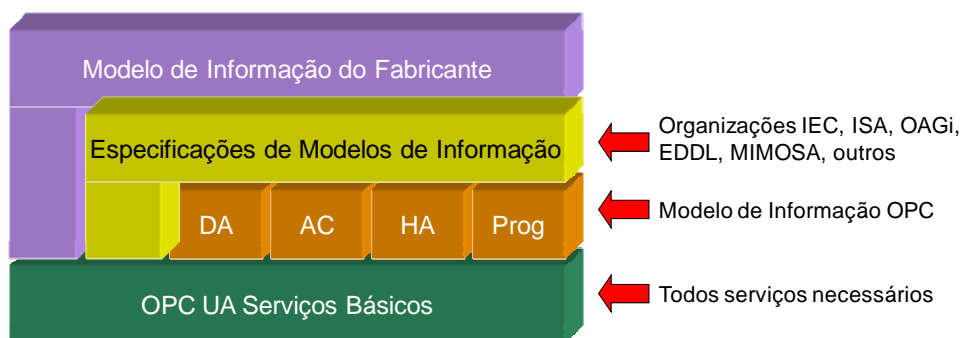 Modelo de Informação do Fabricante
Especificações de Modelos de Informação
Organizações IEC, ISA, OAGi,
EDDL, MIMOSA, outros
DA
AC
HA
Prog
Modelo de Informação OPC
OPC UA Serviços Básicos
Todos serviços necessários